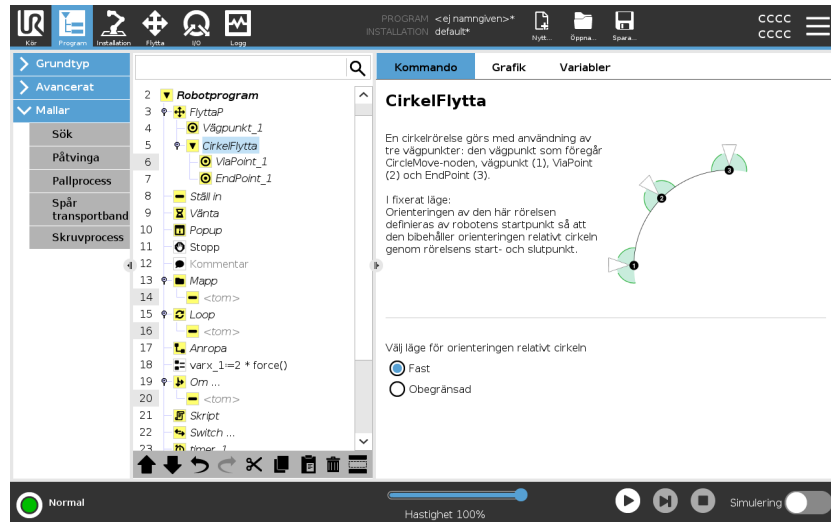 PROGRAM <ej namngiven>*
INSTALLATION default*
Kör
Program
Installation
Flytta
I/O
Logg
Nytt...
Öppna...
Spara...
CCCC
CCCC
Grundtyp
Avancerat
Mallar
Sök
Påtvinga
Pallprocess
Spår
transportband
Skruvprocess
2 Robotprogram
3 FlyttaP
4 Vägpunkt_1
5 CirkelFlytta
6 ViaPoint_1
7 EndPoint_1
8 Ställ in
9 Vänta
10 Popup
11 Stopp
12 Kommentar
13 Mapp
14 <tom>
15 Loop
16 <tom>
17 Anropa
18 varx_1≔2 * force()
19 Om ...
20 <tom>
21 Skript
22 Switch ...
23 timer_1
Kommando
Grafik
Variabler
CirkelFlytta
En cirkelrörelse görs med användning av
tre vägpunkter: den vägpunkt som föregår
CircleMove-noden, vägpunkt (1), ViaPoint
(2) och EndPoint (3).
I fixerat läge:
Orienteringen av den här rörelsen
definieras av robotens startpunkt så att
den bibehåller orienteringen relativt cirkeln
genom rörelsens start- och slutpunkt.
3
2
1
Välj läge för orienteringen relativt cirkeln
Fast
Obegränsad
Normal
Hastighet 100%
Simulering